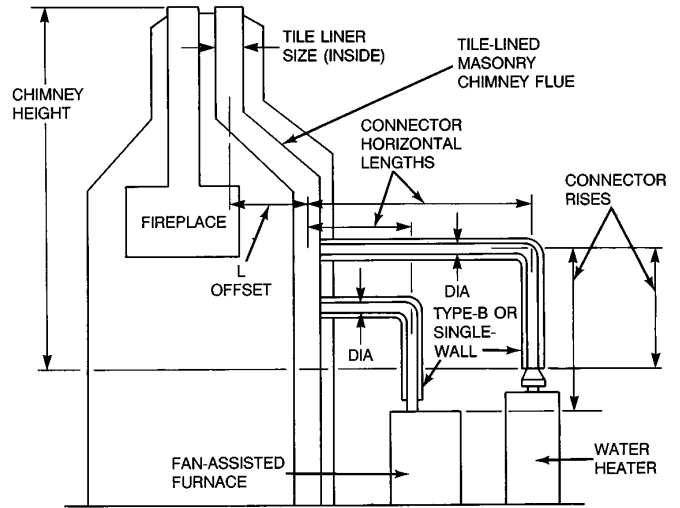 TILE LINER
SIZE (INSIDE)
TILE-LINED
MASONRY
CHIMNEY FLUE
CHIMNEY
HEIGHT
CONNECTOR
HORIZONTAL
LENGTHS
CONNECTOR
RISES
FIREPLACE
L
OFFSET
DIA
TYPE-B OR
SINGLE-
WALL
DIA
FAN-ASSISTED
FURNACE
WATER
HEATER